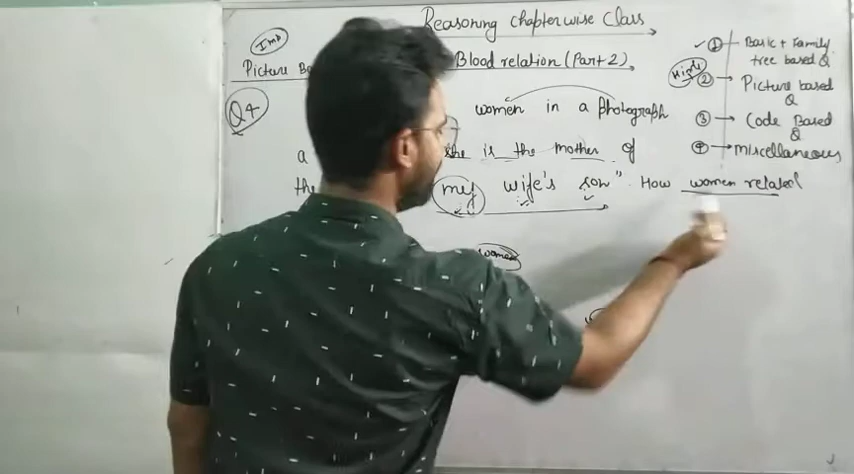 Reasoning chapterwise class
Imp
Picture Blood relation (Part 2)
Q4
women in a photograph
a she is the mother of
the my wife's son". How women related
women
① Basic + Family
tree based Q
② → Picture based
Q
③ → Code Based
Q
④ → miscellaneous